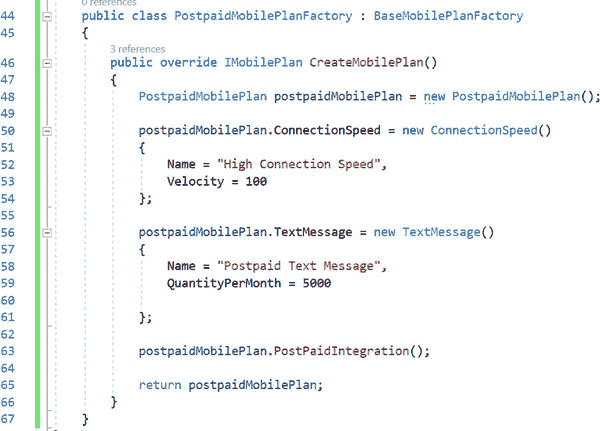 0 references
44 public class PostpaidMobilePlanFactory : BaseMobilePlanFactory
45 {
3 references
46 public override IMobilePlan CreateMobilePlan()
47 {
48 PostpaidMobilePlan postpaidMobilePlan = new PostpaidMobilePlan();
49
50 postpaidMobilePlan.ConnectionSpeed = new ConnectionSpeed()
51 {
52 Name = "High Connection Speed",
53 Velocity = 100
54 };
55
56 postpaidMobilePlan.TextMessage = new TextMessage()
57 {
58 Name = "Postpaid Text Message",
59 QuantityPerMonth = 5000
60
61 };
62
63 postpaidMobilePlan.PostPaidIntegration();
64
65 return postpaidMobilePlan;
66 }
67 }